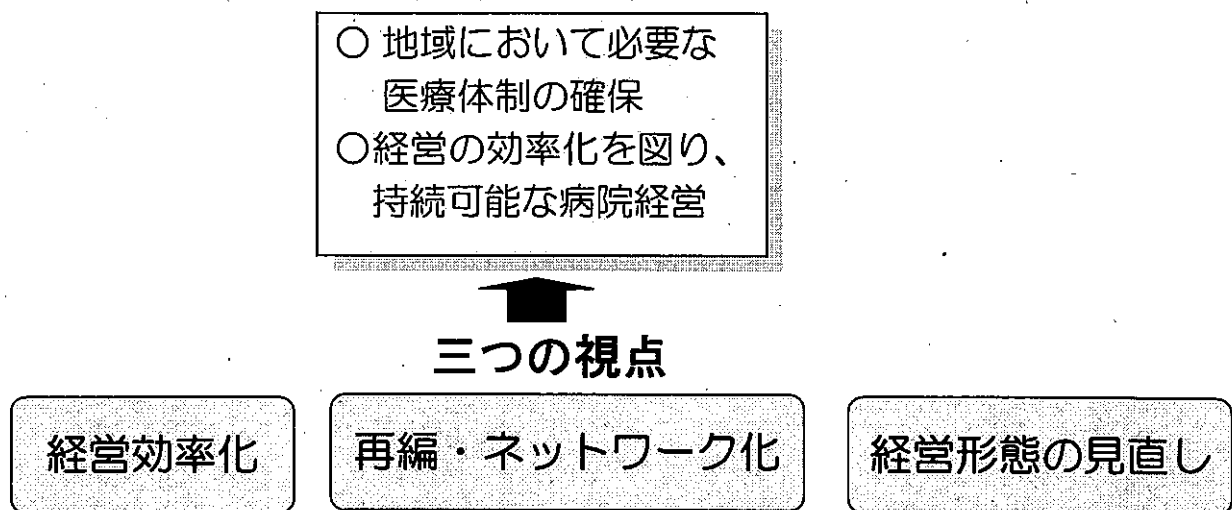 ○ 地域において必要な
医療体制の確保
○経営の効率化を図り、
持続可能な病院経営
三つの視点
経営効率化
再編・ネットワーク化
経営形態の見直し